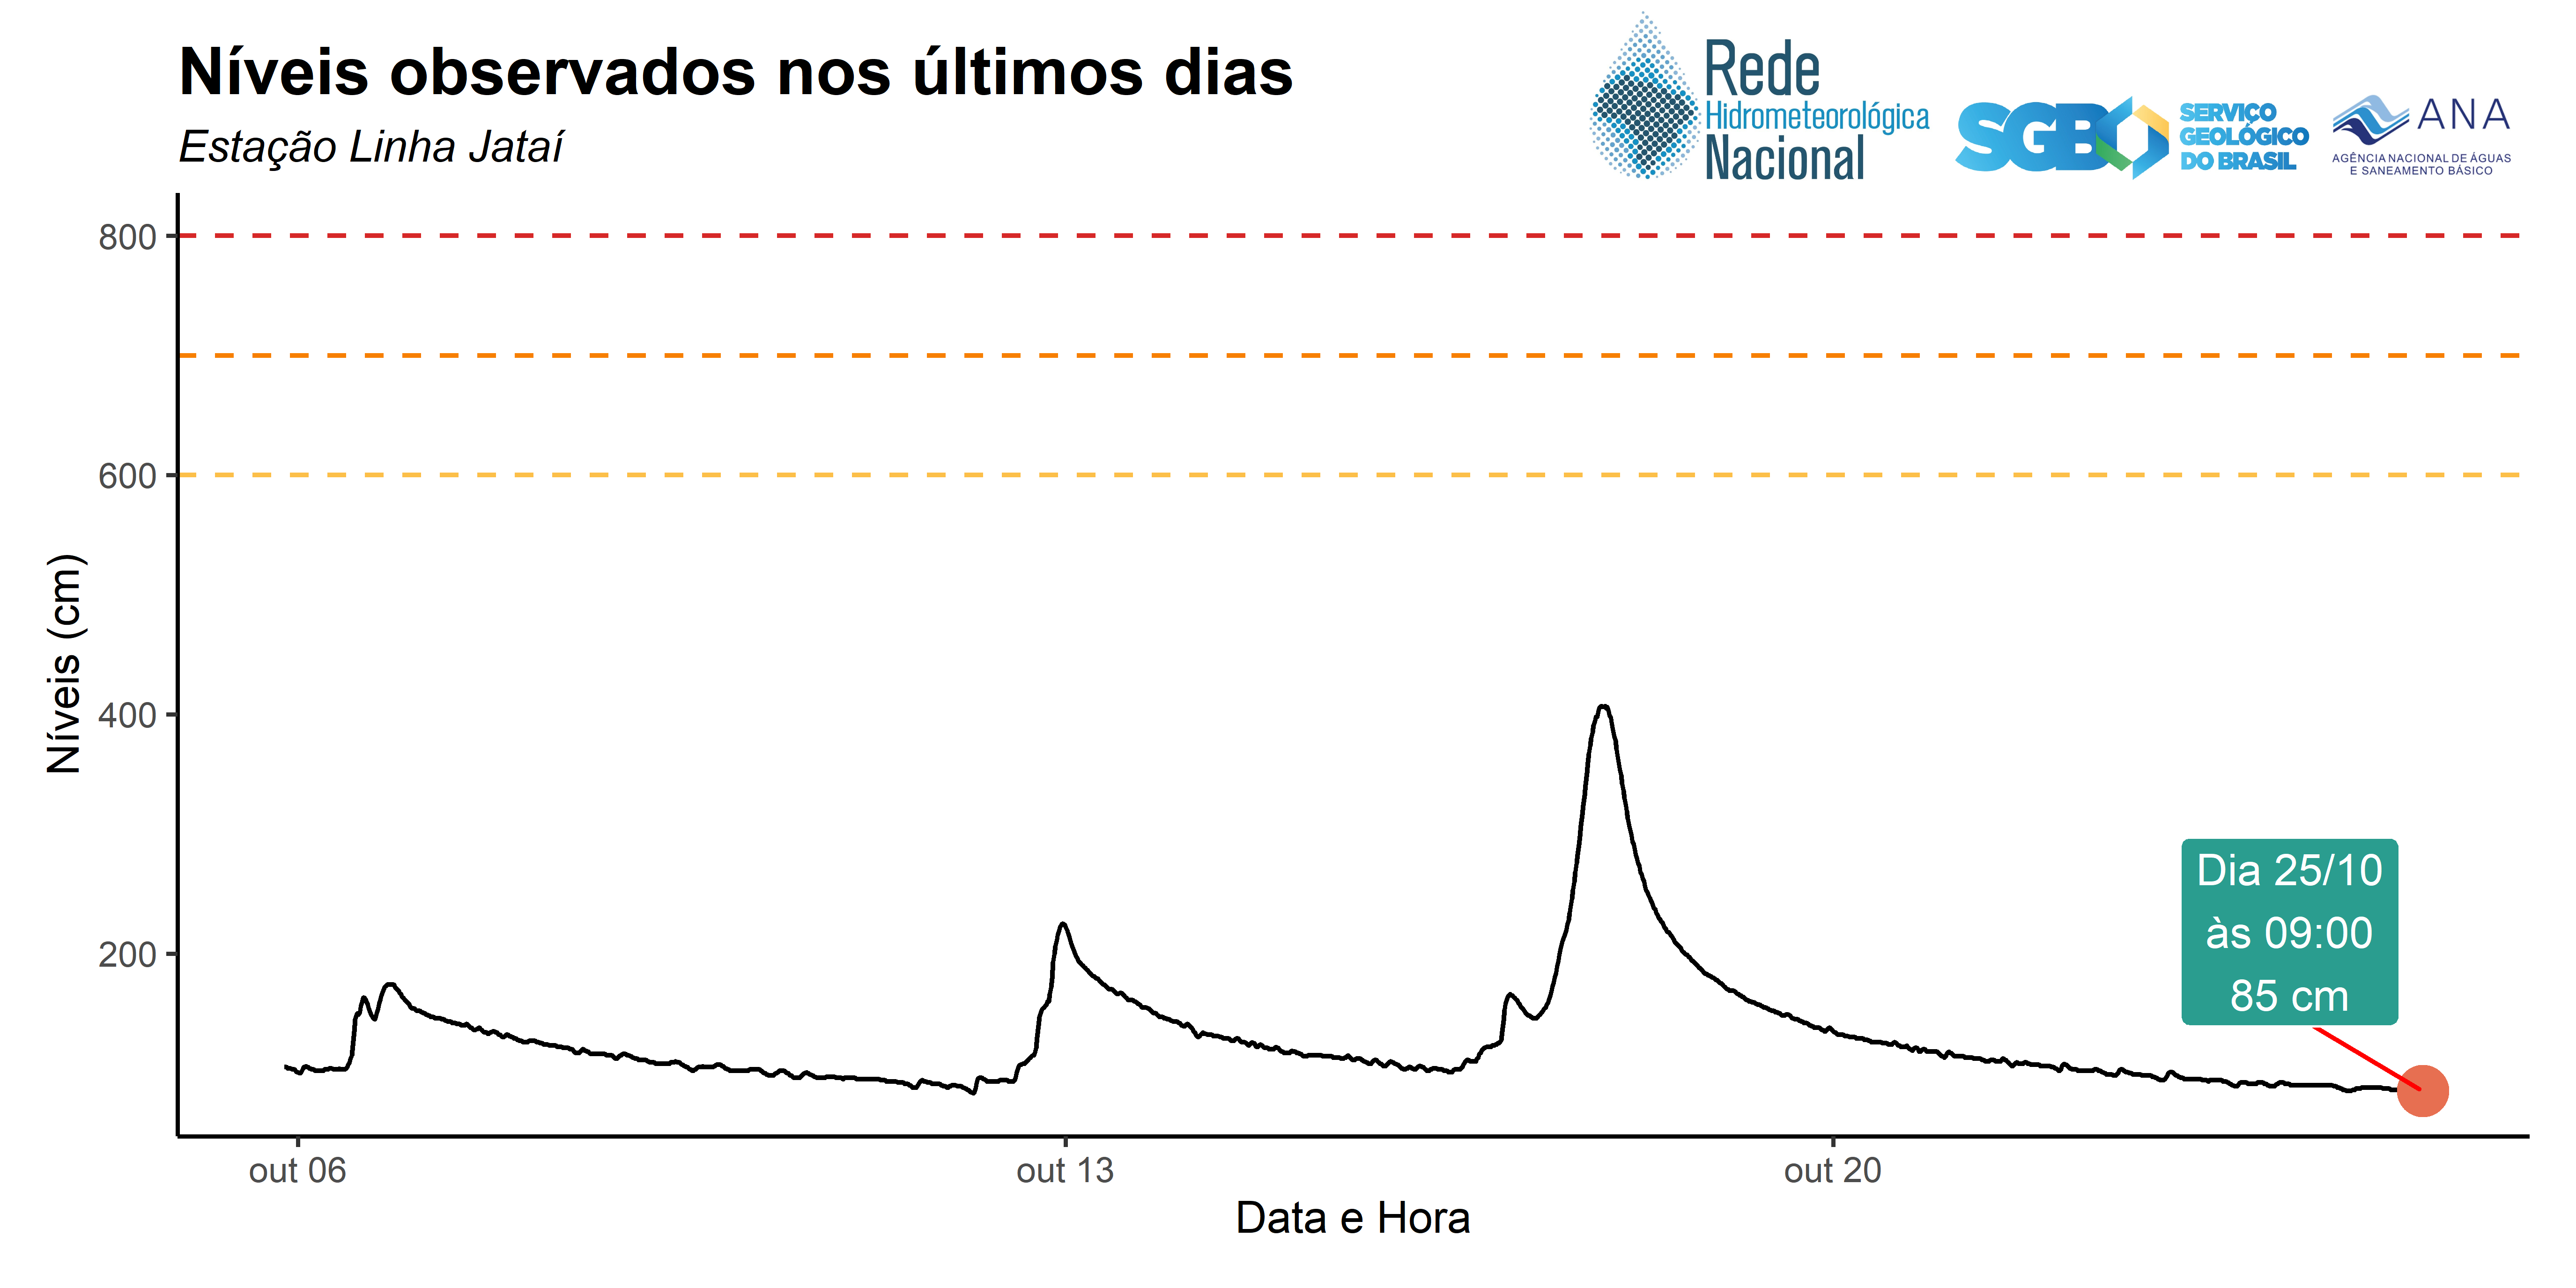 Níveis observados nos últimos dias
Estação Linha Jataí
Rede
Hidrometeorológica
Nacional
SGB
SERVIÇO
GEOLÓGICO
DO BRASIL
ANA
AGÊNCIA NACIONAL DE ÁGUAS
E SANEAMENTO BÁSICO
800
600
400
200
Níveis (cm)
Dia 25/10
às 09:00
85 cm
out 06
out 13
out 20
Data e Hora